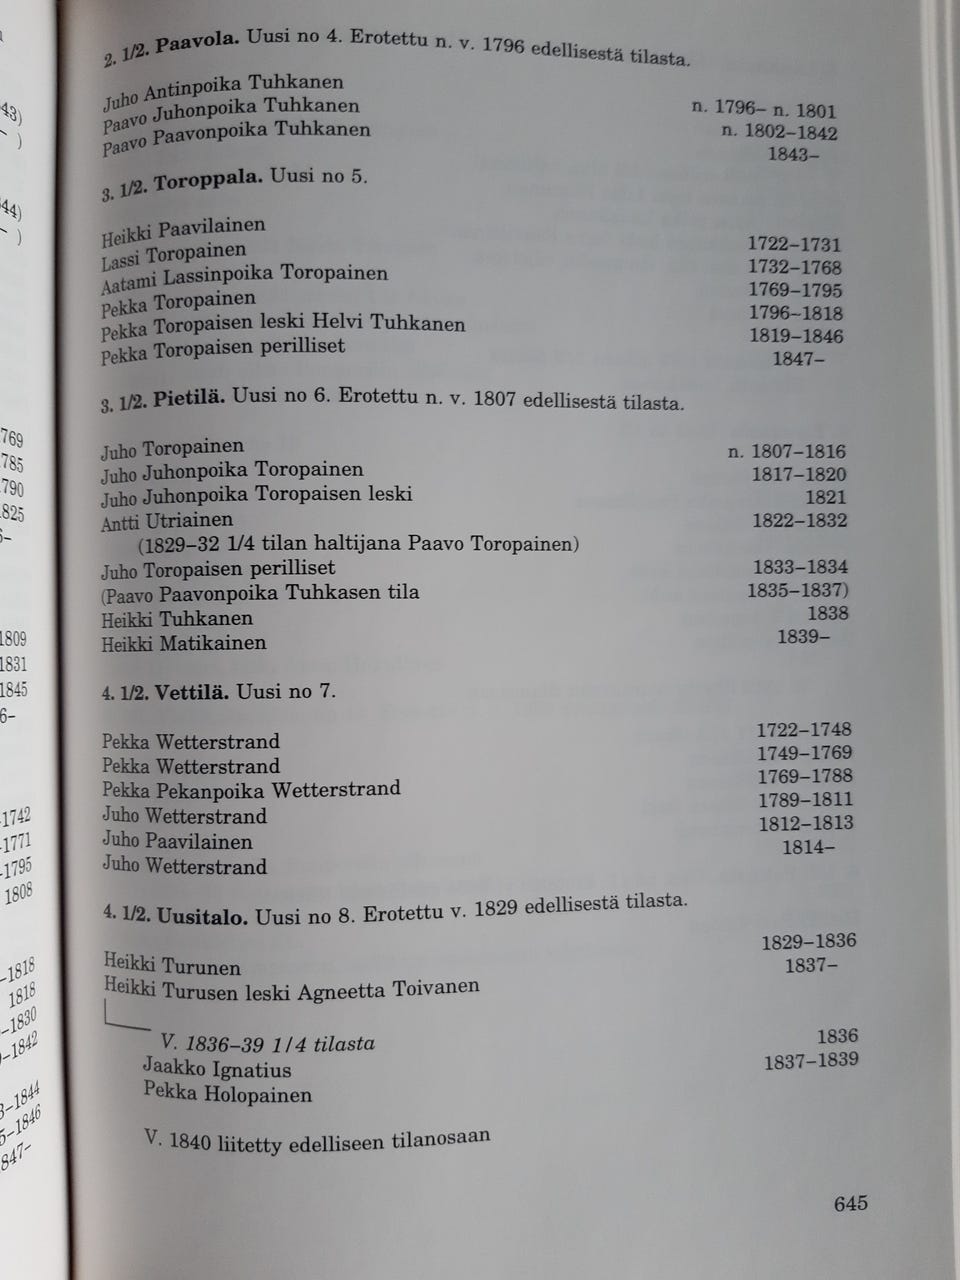 2. 1/2. Paavola. Uusi no 4. Erotettu n. v. 1796 edellisestä tilasta.
Juho Antinpoika Tuhkanen n. 1796– n. 1801
Paavo Juhonpoika Tuhkanen n. 1802–1842
Paavo Paavonpoika Tuhkanen 1843–
3. 1/2. Toroppala. Uusi no 5.
Heikki Paavilainen 1722–1731
Lassi Toropainen 1732–1768
Aatami Lassinpoika Toropainen 1769–1795
Pekka Toropainen 1796–1818
Pekka Toropaisen leski Helvi Tuhkanen 1819–1846
Pekka Toropaisen perilliset 1847–
3. 1/2. Pietilä. Uusi no 6. Erotettu n. v. 1807 edellisestä tilasta.
Juho Toropainen n. 1807–1816
Juho Juhonpoika Toropainen 1817–1820
Juho Juhonpoika Toropaisen leski 1821
Antti Utriainen 1822–1832
(1829–32 1/4 tilan haltijana Paavo Toropainen)
Juho Toropaisen perilliset 1833–1834
(Paavo Paavonpoika Tuhkasen tila 1835–1837)
Heikki Tuhkanen 1838
Heikki Matikainen 1839–
4. 1/2. Vettilä. Uusi no 7.
Pekka Wetterstrand 1722–1748
Pekka Wetterstrand 1749–1769
Pekka Pekanpoika Wetterstrand 1769–1788
Juho Wetterstrand 1789–1811
Juho Paavilainen 1812–1813
Juho Wetterstrand 1814–
4. 1/2. Uusitalo. Uusi no 8. Erotettu v. 1829 edellisestä tilasta.
Heikki Turunen 1829–1836
Heikki Turusen leski Agneetta Toivanen 1837–
V. 1836–39 1/4 tilasta
Jaakko Ignatius 1836
Pekka Holopainen 1837–1839
V. 1840 liitetty edelliseen tilanosaan
645